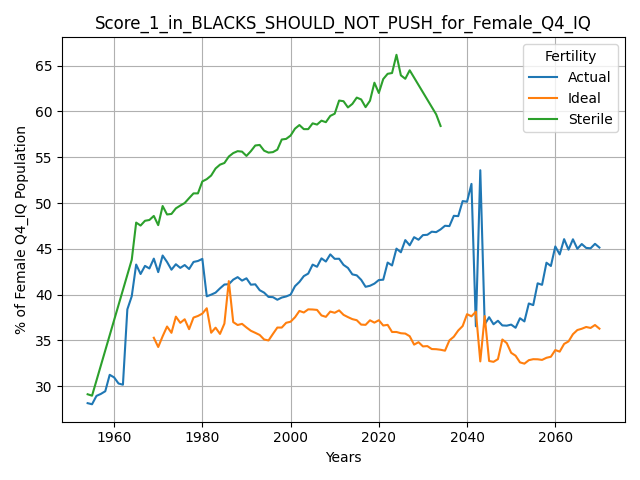 Score_1_in_BLACKS_SHOULD_NOT_PUSH_for_Female_Q4_IQ
% of Female Q4_IQ Population
65
60
55
50
45
40
35
30
Fertility
Actual
Ideal
Sterile
1960 1980 2000 2020 2040 2060
Years